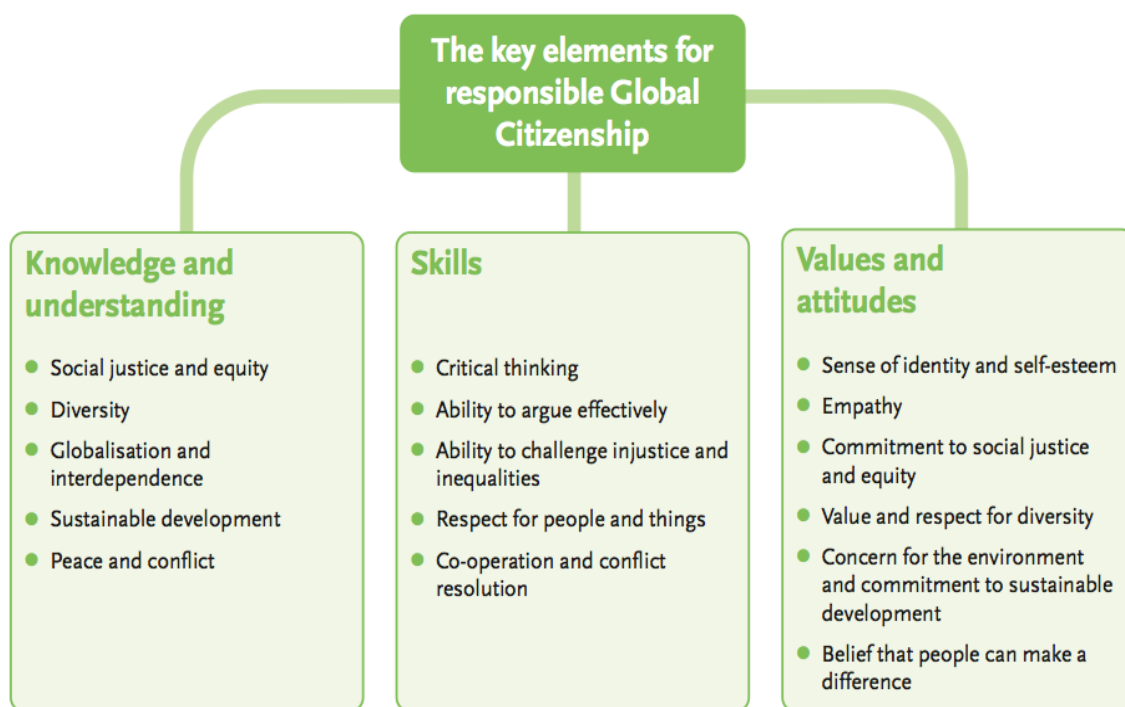 The key elements for
responsible Global
Citizenship
Knowledge and
understanding
Social justice and equity
Diversity
Globalisation and
interdependence
Sustainable development
Peace and conflict
Skills
Critical thinking
Ability to argue effectively
Ability to challenge injustice and
inequalities
Respect for people and things
Co-operation and conflict
resolution
Values and
attitudes
Sense of identity and self-esteem
Empathy
Commitment to social justice
and equity
Value and respect for diversity
Concern for the environment
and commitment to sustainable
development
Belief that people can make a
difference